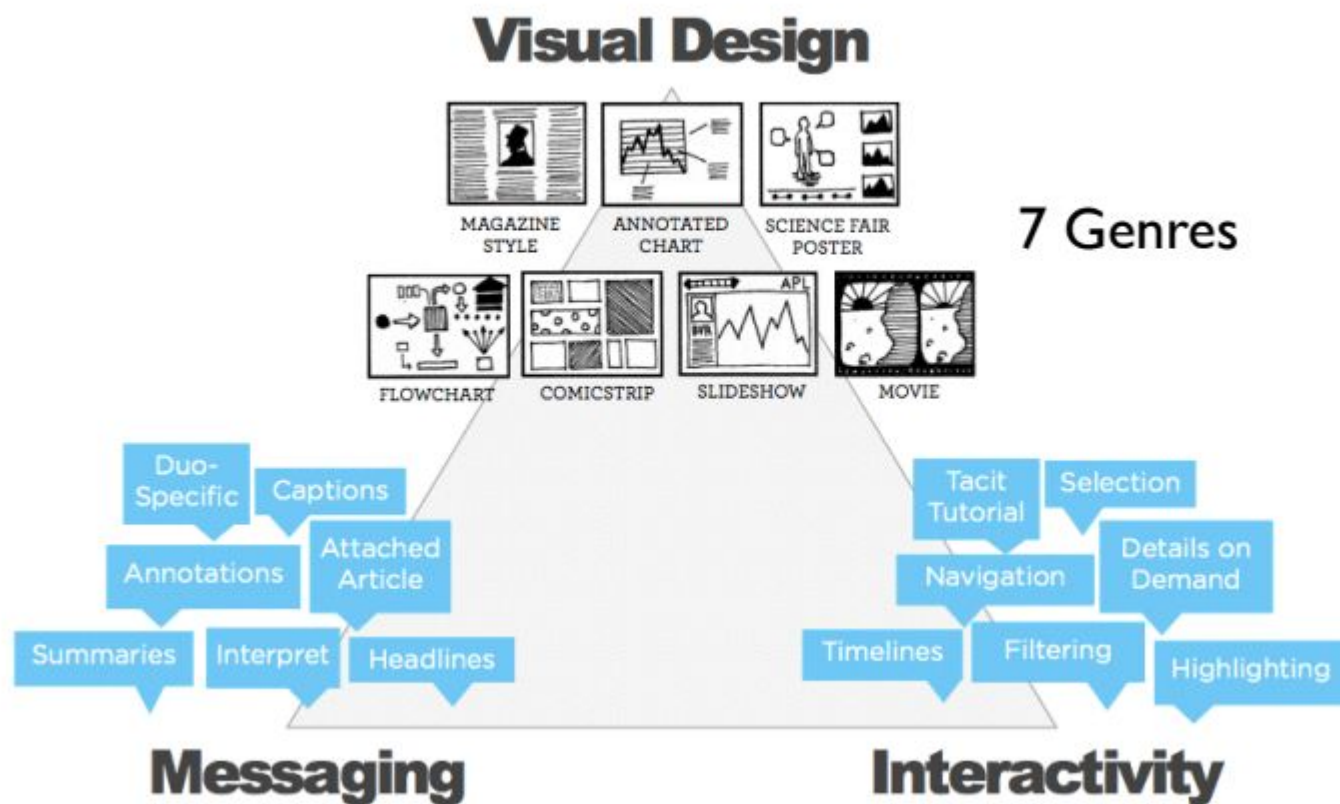 Visual Design
MAGAZINE
STYLE
ANNOTATED
CHART
SCIENCE FAIR
POSTER
7 Genres
APL
FLOWCHART
COMICSTRIP
SLIDESHOW
MOVIE
Duo-
Specific
Captions
Annotations
Attached
Article
Summaries
Interpret
Headlines
Tacit
Tutorial
Selection
Navigation
Details on
Demand
Timelines
Filtering
Highlighting
Messaging
Interactivity